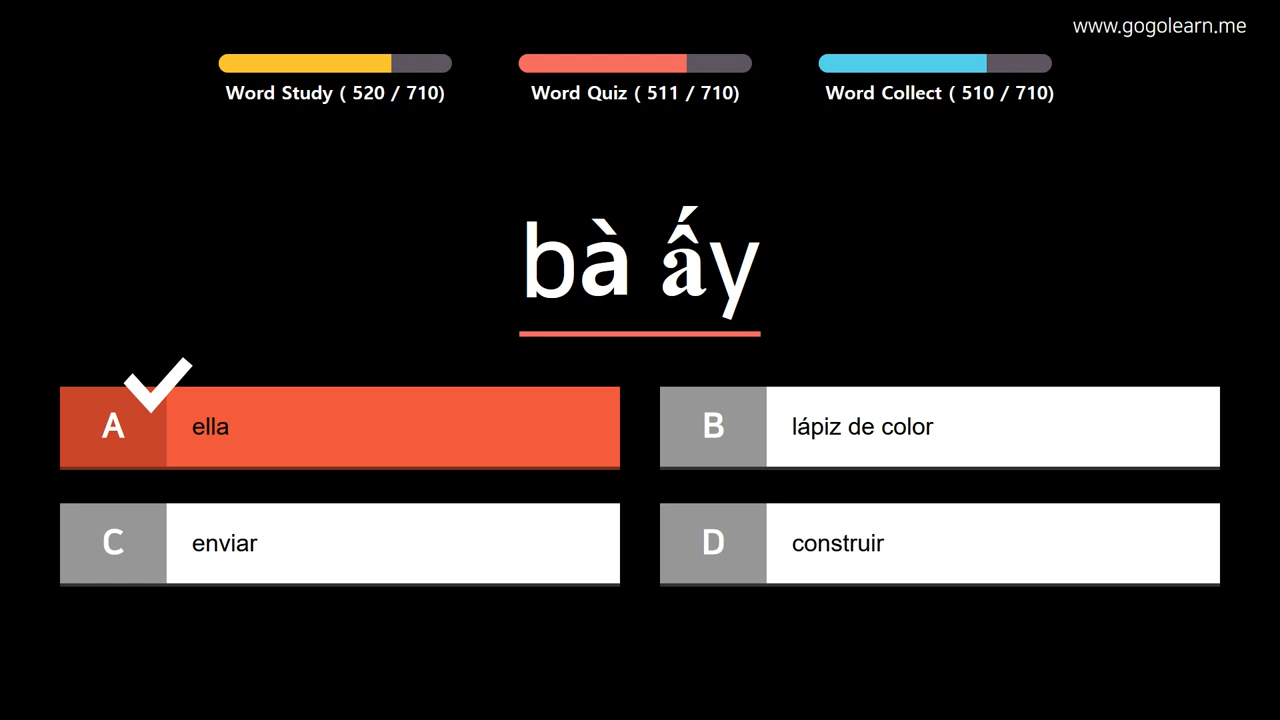 www.gogolearn.me
Word Study ( 520 / 710)
Word Quiz ( 511 / 710)
Word Collect ( 510 / 710)
bà ấy
A ella
B lápiz de color
C enviar
D construir